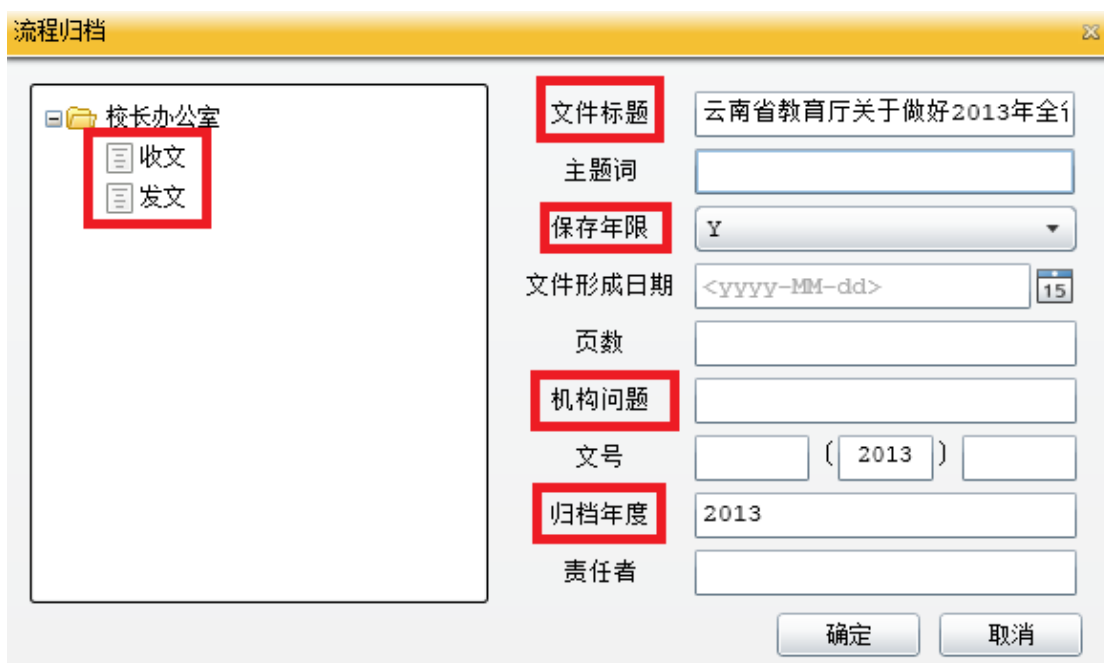 流程归档
校长办公室
收文
发文
文件标题 云南省教育厅关于做好2013年全
主题词
保存年限 Y
文件形成日期 <yyyy-MM-dd> 15
页数
机构问题
文号 〔 2013 〕
归档年度 2013
责任者
确定 取消